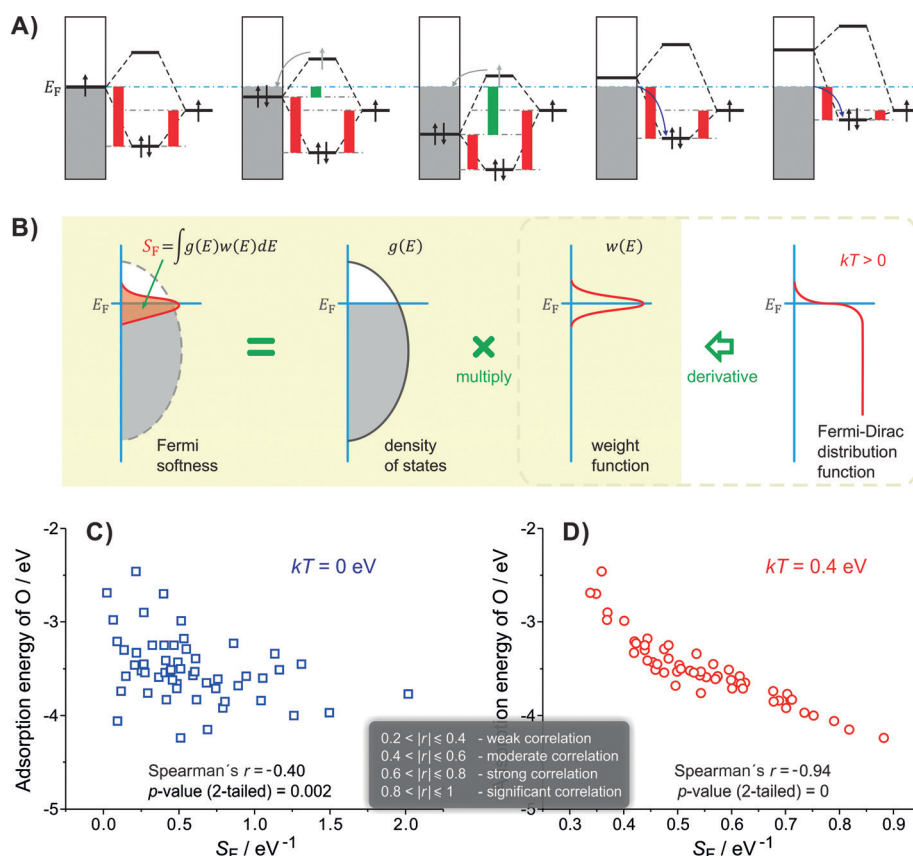 A)
E_F
B)
S_F = ∫ g(E)w(E)dE
g(E)
w(E)
kT > 0
E_F
E_F
E_F
E_F
=
×
multiply
derivative
Fermi
softness
density
of states
weight
function
Fermi-Dirac
distribution
function
C)
kT = 0 eV
Adsorption energy of O / eV
-2
-3
-4
-5
Spearman´s r = -0.40
p-value (2-tailed) = 0.002
0.0 0.5 1.0 1.5 2.0
S_F / eV⁻¹
0.2 < |r| ⩽ 0.4 - weak correlation
0.4 < |r| ⩽ 0.6 - moderate correlation
0.6 < |r| ⩽ 0.8 - strong correlation
0.8 < |r| ⩽ 1 - significant correlation
D)
kT = 0.4 eV
Adsorption energy of O / eV
-2
-3
-4
-5
Spearman´s r = -0.94
p-value (2-tailed) = 0
0.3 0.4 0.5 0.6 0.7 0.8 0.9
S_F / eV⁻¹